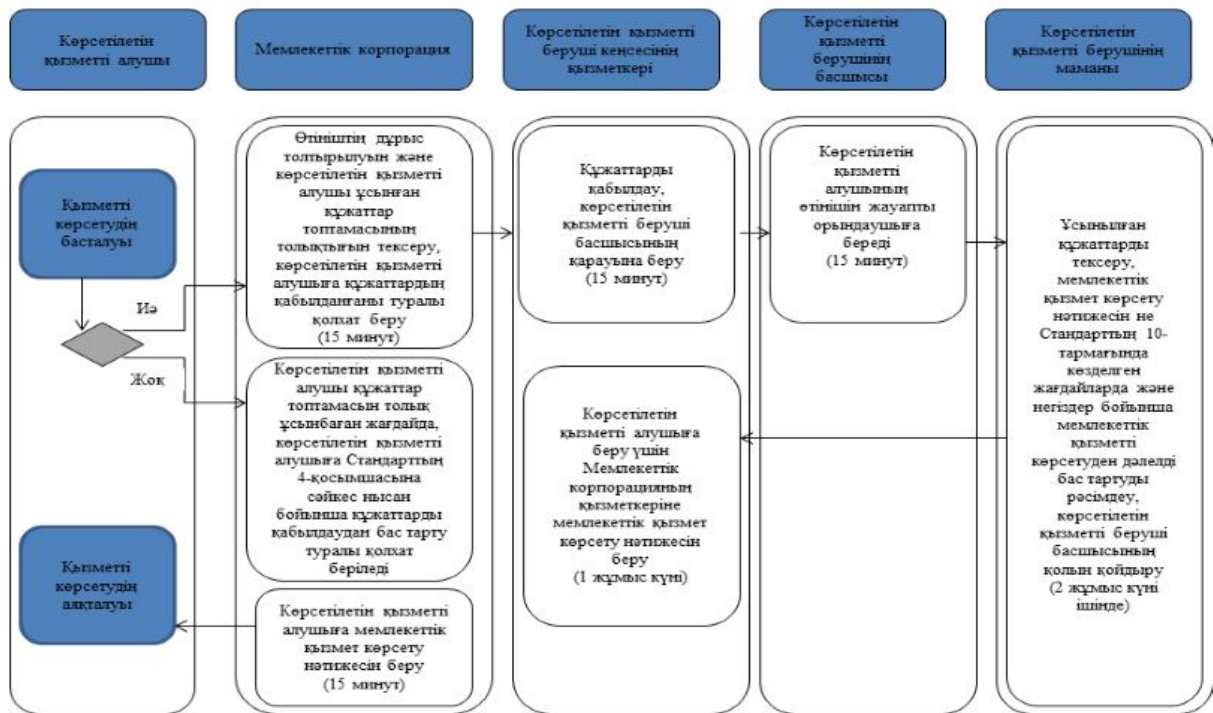 Көрсетілетін
қызметті алушы
Мемлекеттік корпорация
Көрсетілетін қызметті
беруші кеңсесінің
қызметкері
Көрсетілетін
қызметті
берушінің
басшысы
Көрсетілетін
қызметті берушінің
маманы
Қызметті
көрсетудің
басталуы
Иә
Жоқ
Қызметті
көрсетудің
аяқталуы
Өтініштің дұрыс
толтырылуын және
көрсетілетін қызметті
алушы ұсынған
құжаттар
топтамасының
толықтығын тексеру,
көрсетілетін қызметті
алушыға құжаттардың
қабылданғаны туралы
қолхат беру
(15 минут)
Көрсетілетін қызметті
алушы құжаттар
топтамасын толық
ұсынбаған жағдайда,
көрсетілетін қызметті
алушыға Стандарттың
4-қосымшасына
сәйкес нысан
бойынша құжаттарды
қабылдаудан бас тарту
туралы қолхат
беріледі
Көрсетілетін қызметті
алушыға мемлекеттік
қызмет көрсету
нәтижесін беру
(15 минут)
Құжаттарды
қабылдау,
көрсетілетін
қызметті беруші
басшысының
қарауына беру
(15 минут)
Көрсетілетін
қызметті алушыға
беру үшін
Мемлекеттік
корпорацияның
қызметкеріне
мемлекеттік қызмет
көрсету нәтижесін
беру
(1 жұмыс күні)
Көрсетілетін
қызметті
алушының
өтінішін жауапты
орындаушыға
береді
(15 минут)
Ұсынылған
құжаттарды
тексеру,
мемлекеттік
қызмет көрсету
нәтижесін не
Стандарттың 10-
тармағында
көзделген
жағдайларда және
негіздер бойынша
мемлекеттік
қызметті
көрсетуден дәлелді
бас тартуды
рәсімдеу,
көрсетілетін
қызметті беруші
басшысының
қолын қойдыру
(2 жұмыс күні
ішінде)